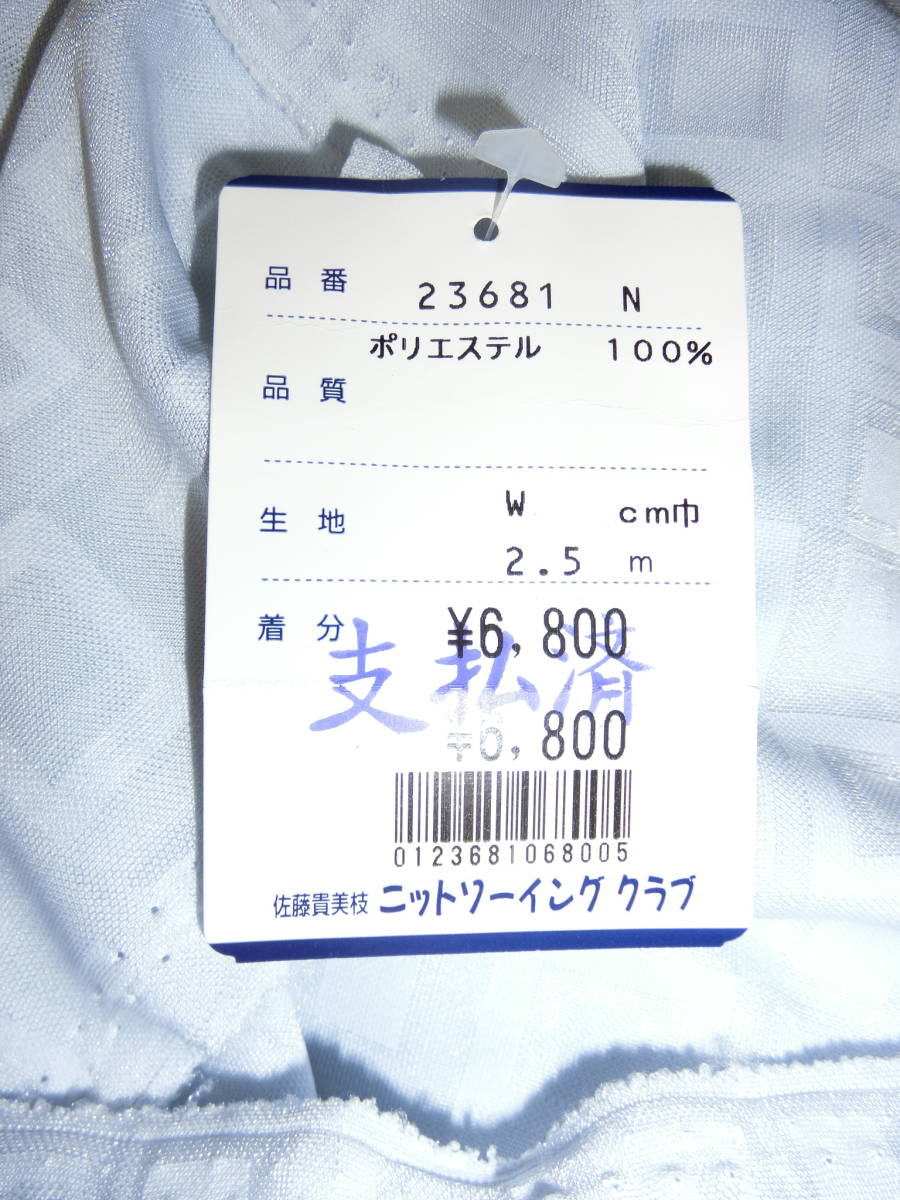 品番 23681 N
ポリエステル 100%
品質
生地 W cm巾
2.5 m
着分 ¥6,800
支払済
¥6,800
0123681068005
佐藤貴美枝 ニットソーイング クラブ